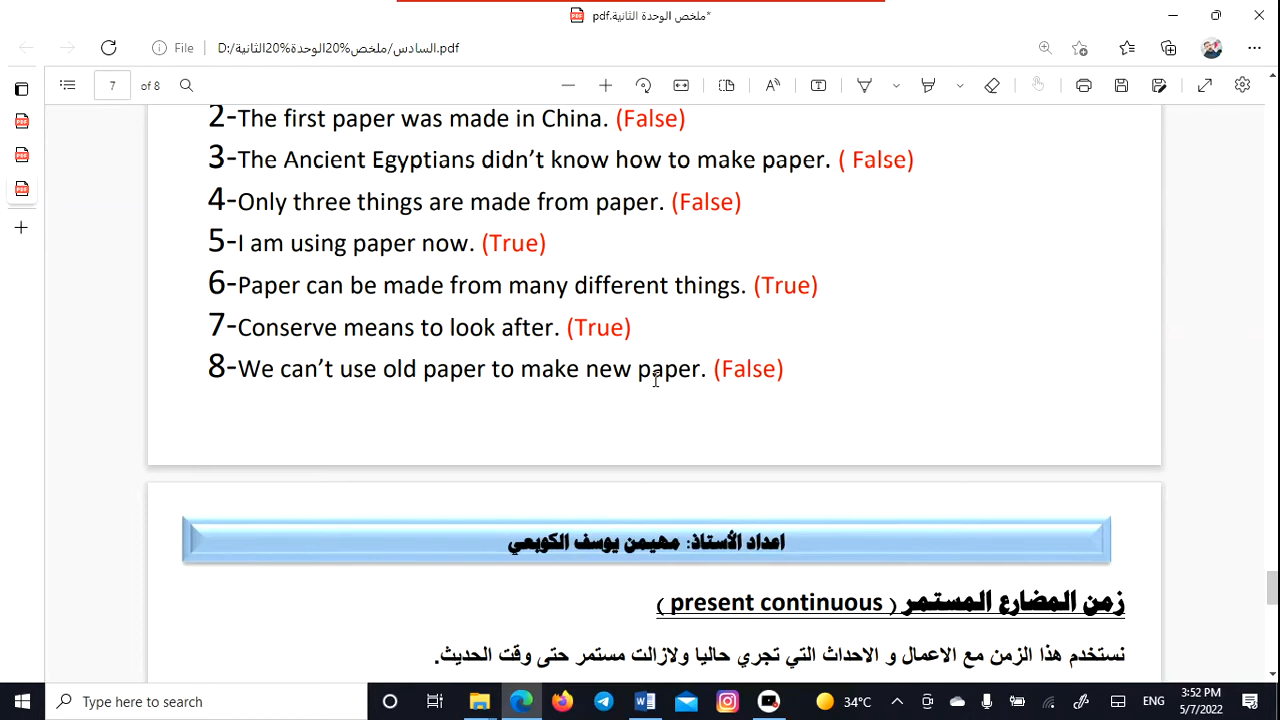 ملخص الوحدة الثانية.pdf*
File
D:/السادس/ملخص%20الوحدة%20الثانية.pdf
7 of 8
2-The first paper was made in China. (False)
3-The Ancient Egyptians didn’t know how to make paper. ( False)
4-Only three things are made from paper. (False)
5-I am using paper now. (True)
6-Paper can be made from many different things. (True)
7-Conserve means to look after. (True)
8-We can’t use old paper to make new paper. (False)
اعداد الأستاذ: مهيمن يوسف الكوبعي
زمن المضارع المستمر ( present continuous )
نستخدم هذا الزمن مع الاعمال و الاحداث التي تجري حاليا ولازالت مستمر حتى وقت الحديث.
Type here to search
34°C
ENG
3:52 PM
5/7/2022